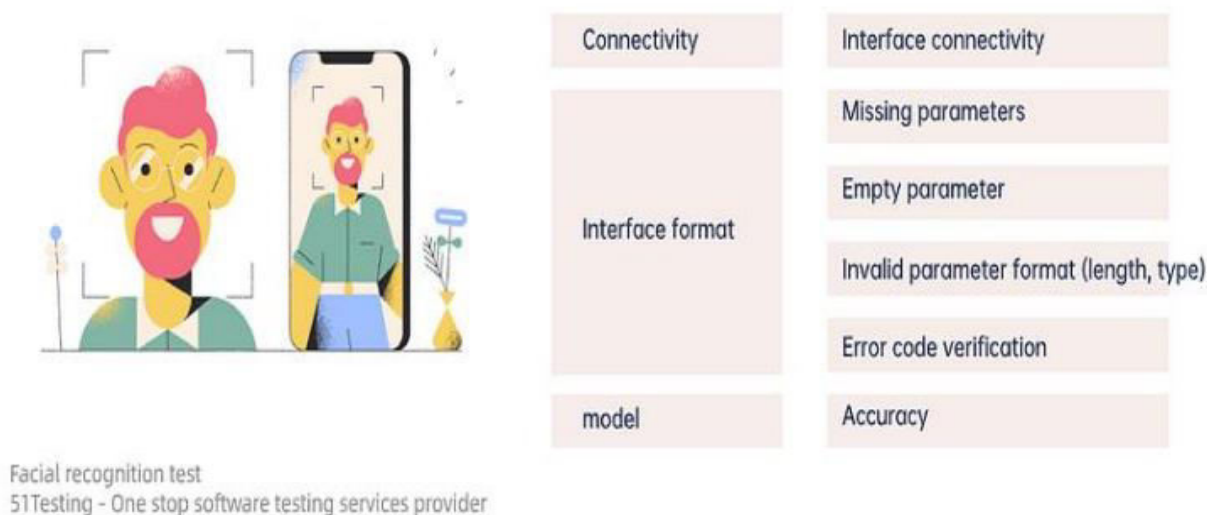 Connectivity
Interface connectivity
Interface format
Missing parameters
Empty parameter
Invalid parameter format (length, type)
Error code verification
model
Accuracy
Facial recognition test
51Testing - One stop software testing services provider